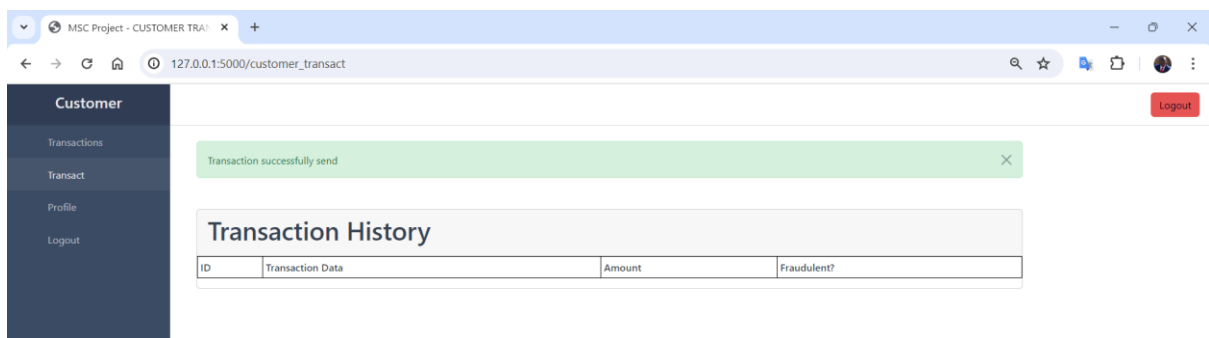 MSC Project - CUSTOMER TRAN
127.0.0.1:5000/customer_transact
Customer
Logout
Transactions
Transaction successfully send
Transact
Profile
Transaction History
Logout
ID Transaction Data Amount Fraudulent?